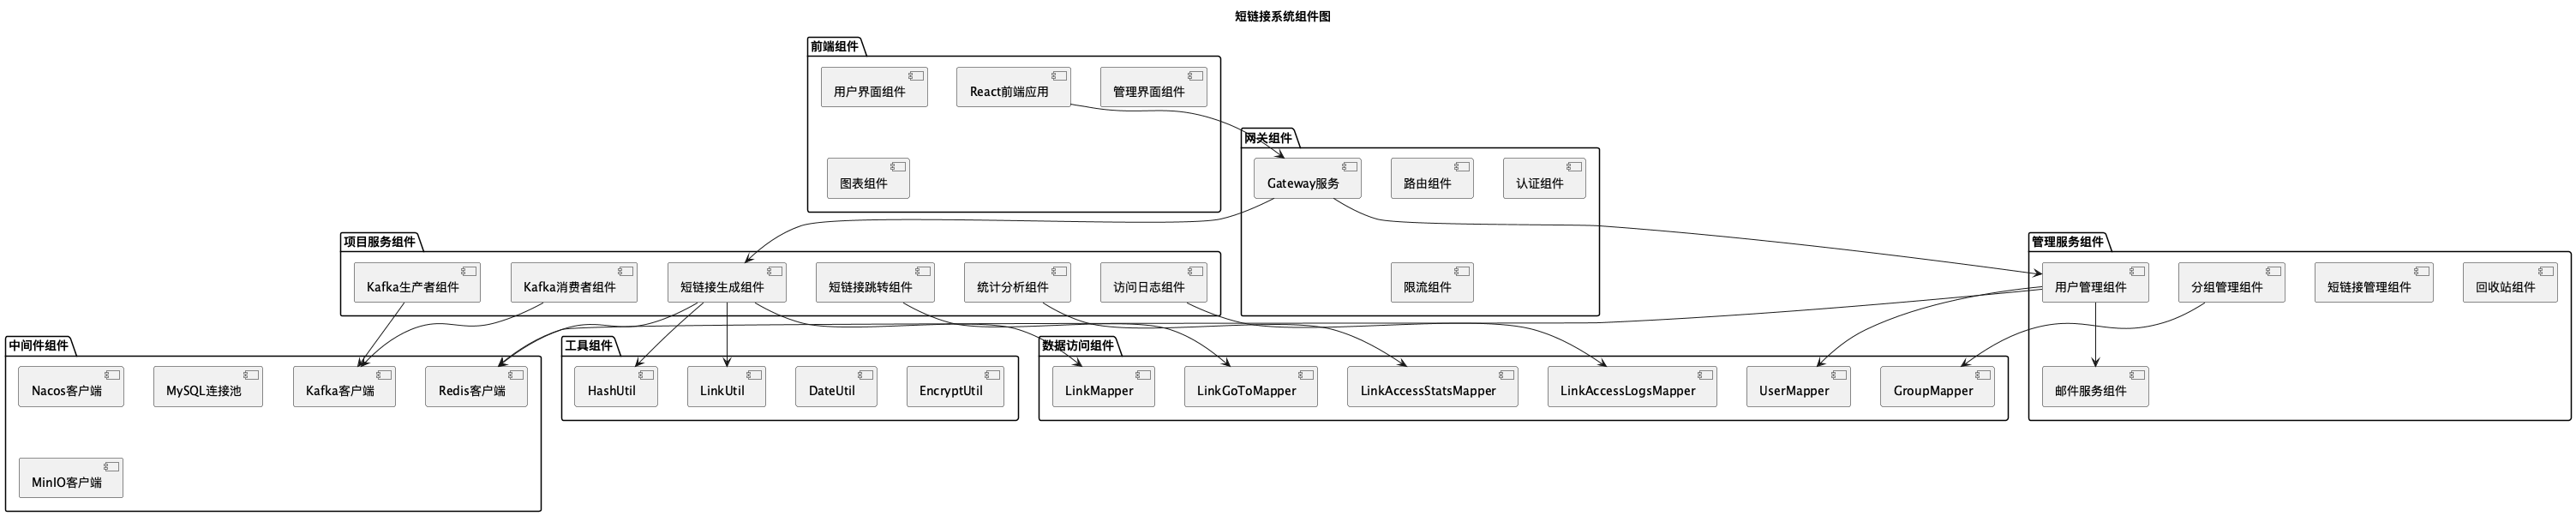 短链接系统组件图
前端组件
用户界面组件
React前端应用
管理界面组件
图表组件
网关组件
Gateway服务
路由组件
认证组件
限流组件
项目服务组件
Kafka生产者组件
Kafka消费者组件
短链接生成组件
短链接跳转组件
统计分析组件
访问日志组件
管理服务组件
用户管理组件
分组管理组件
短链接管理组件
回收站组件
邮件服务组件
中间件组件
Nacos客户端
MySQL连接池
Kafka客户端
Redis客户端
MinIO客户端
工具组件
HashUtil
LinkUtil
DateUtil
EncryptUtil
数据访问组件
LinkMapper
LinkGoToMapper
LinkAccessStatsMapper
LinkAccessLogsMapper
UserMapper
GroupMapper